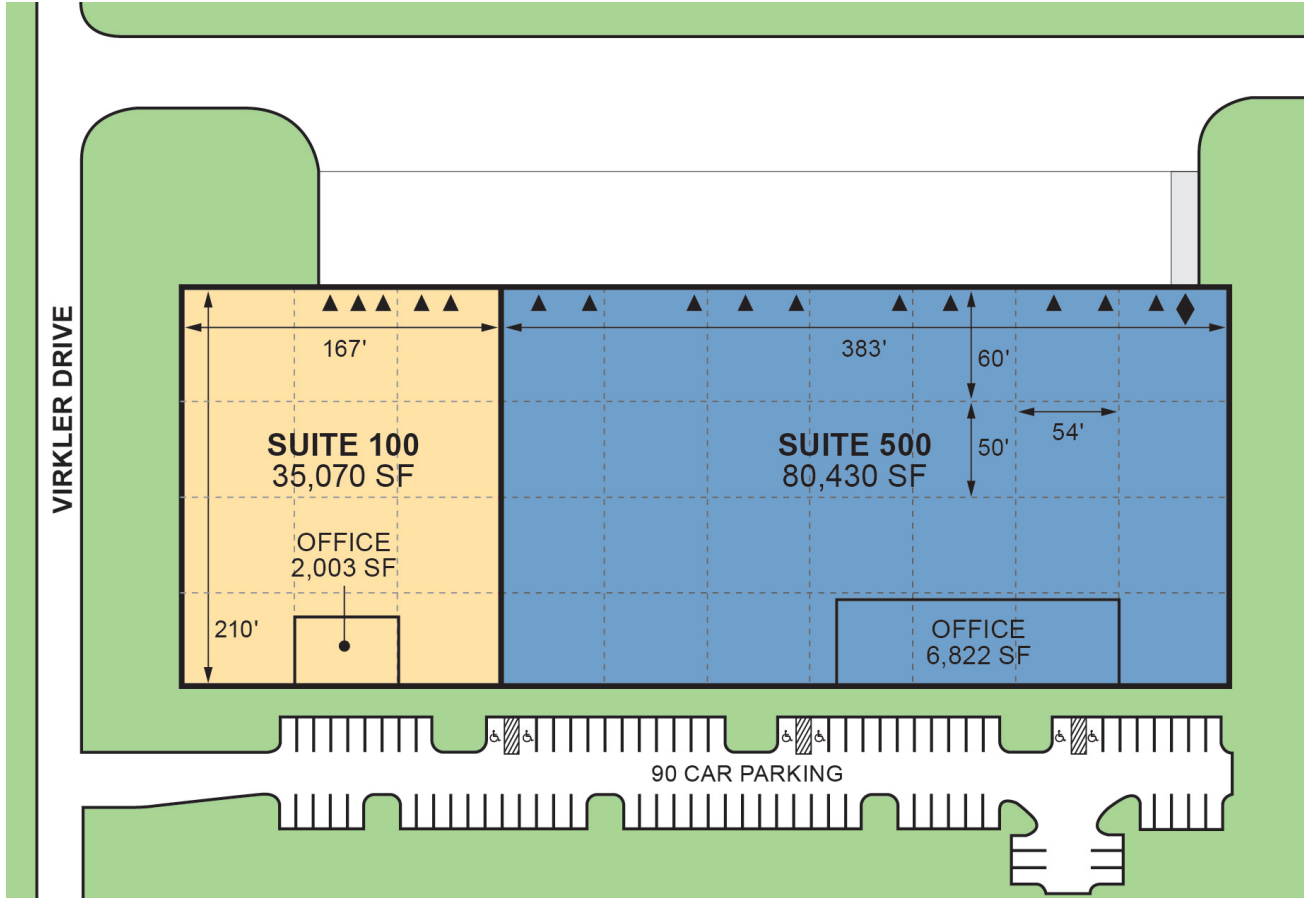 VIRKLER DRIVE
167'
383'
60'
SUITE 100
35,070 SF
SUITE 500
80,430 SF
50'
54'
OFFICE
2,003 SF
210'
OFFICE
6,822 SF
90 CAR PARKING